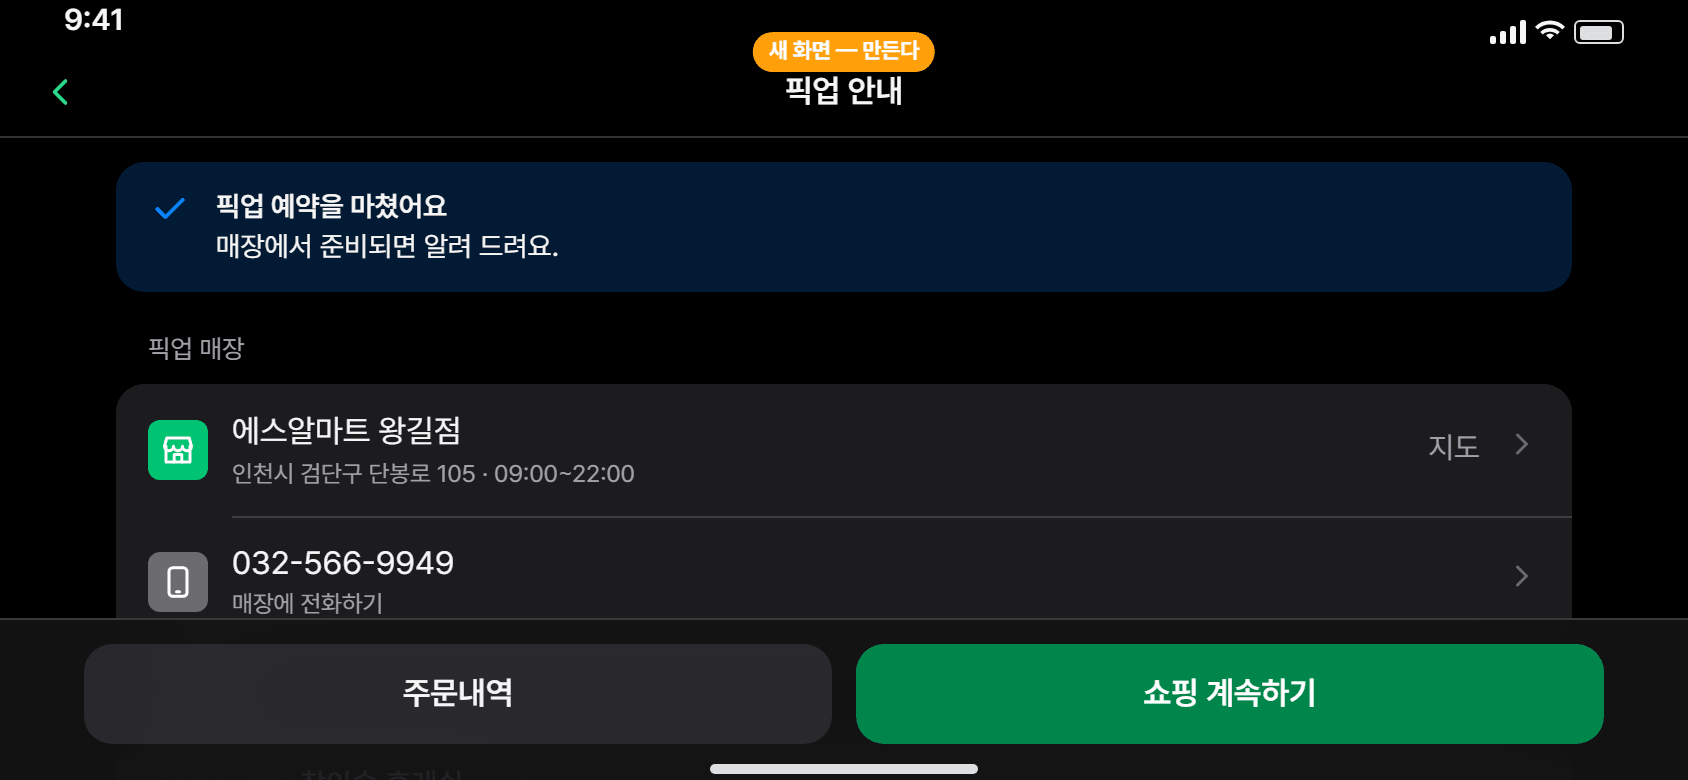 9:41
새 화면 — 만든다
픽업 안내
픽업 예약을 마쳤어요
매장에서 준비되면 알려 드려요.
픽업 매장
에스알마트 왕길점
인천시 검단구 단봉로 105 · 09:00~22:00
지도
032-566-9949
매장에 전화하기
주문내역
쇼핑 계속하기